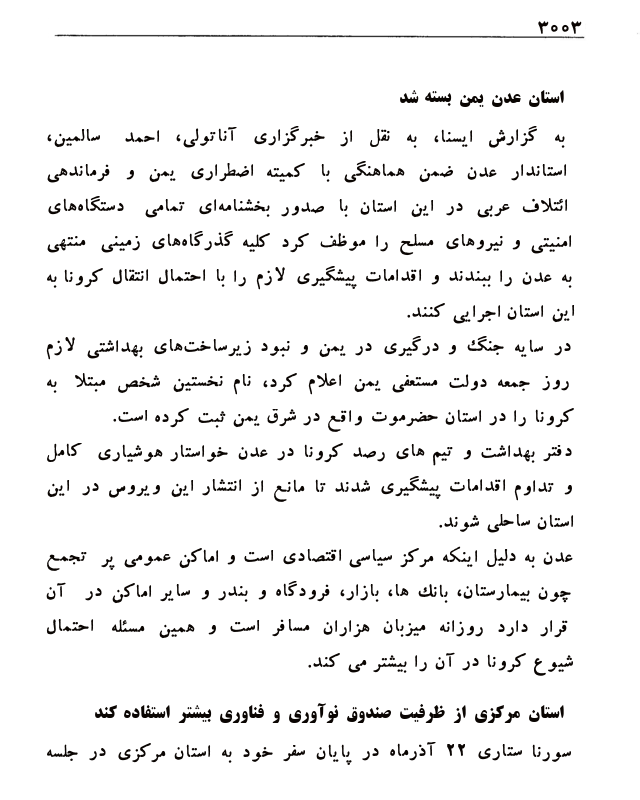 ۳۰۰۳
استان عدن یمن بسته شد
به گزارش ایسنا، به نقل از خبرگزاری آناتولی، احمد سالمین،
استاندار عدن ضمن هماهنگی با کمیته اضطراری یمن و فرماندهی
ائتلاف عربی در این استان با صدور بخشنامه‌ای تمامی دستگاه‌های
امنیتی و نیروهای مسلح را موظف کرد کلیه گذرگاه‌های زمینی منتهی
به عدن را ببندند و اقدامات پیشگیری لازم را با احتمال انتقال کرونا به
این استان اجرایی کنند.
در سایه جنگ و درگیری در یمن و نبود زیرساخت‌های بهداشتی لازم
روز جمعه دولت مستعفی یمن اعلام کرد، نام نخستین شخص مبتلا به
کرونا را در استان حضرموت واقع در شرق یمن ثبت کرده است.
دفتر بهداشت و تیم های رصد کرونا در عدن خواستار هوشیاری کامل
و تداوم اقدامات پیشگیری شدند تا مانع از انتشار این ویروس در این
استان ساحلی شوند.
عدن به دلیل اینکه مرکز سیاسی اقتصادی است و اماکن عمومی پر تجمع
چون بیمارستان، بانک ها، بازار، فرودگاه و بندر و سایر اماکن در آن
قرار دارد روزانه میزبان هزاران مسافر است و همین مسئله احتمال
شیوع کرونا در آن را بیشتر می کند.
استان مرکزی از ظرفیت صندوق نوآوری و فناوری بیشتر استفاده کند
سورنا ستاری ۲۲ آذرماه در پایان سفر خود به استان مرکزی در جلسه